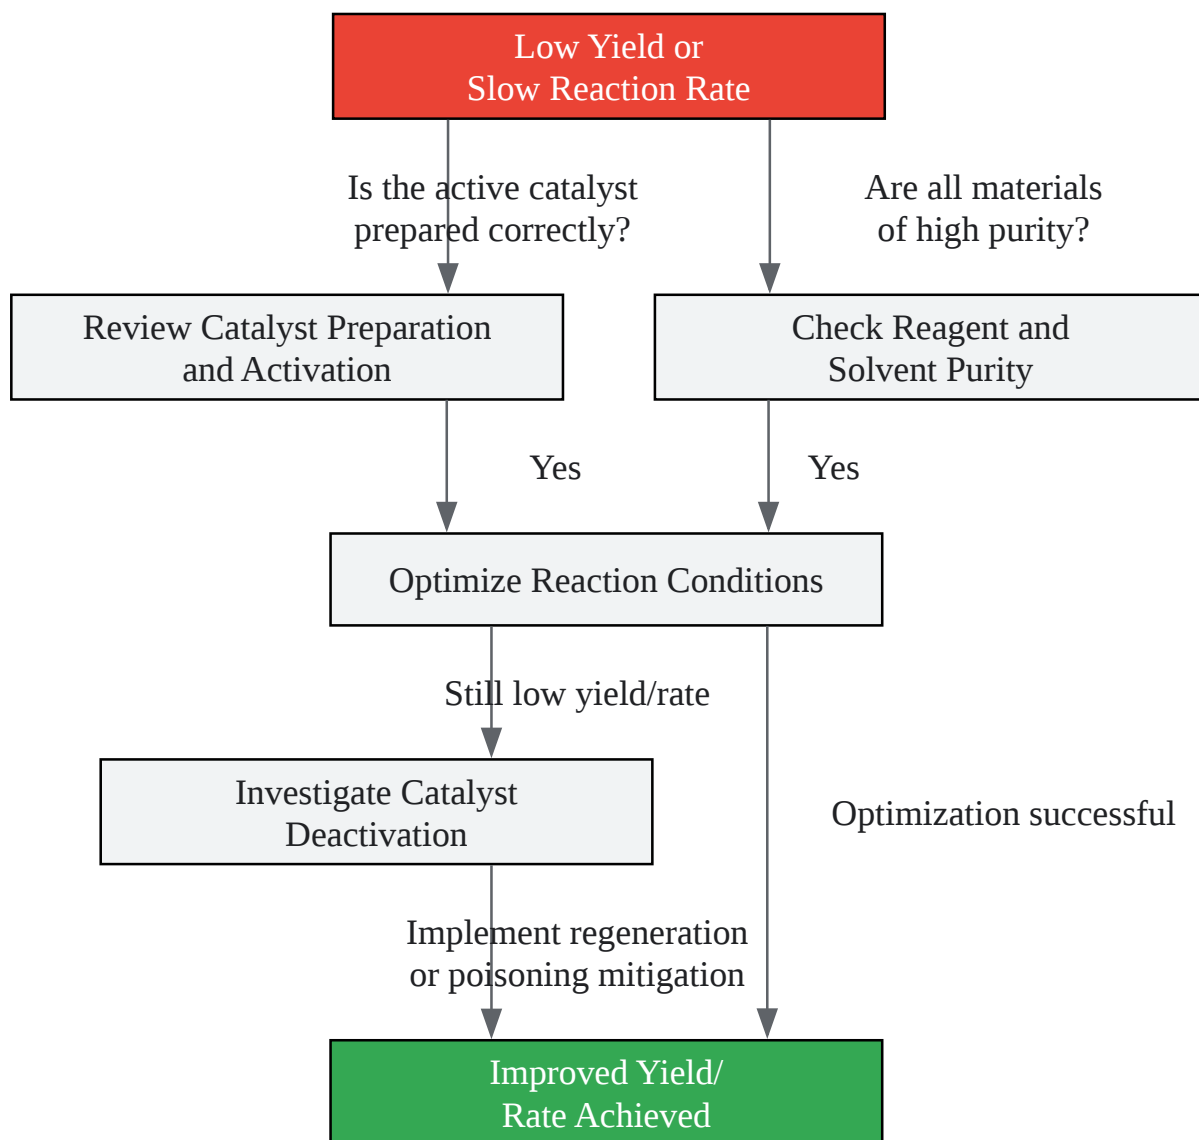 Low Yield or
Slow Reaction Rate
Is the active catalyst
prepared correctly?
Are all materials
of high purity?
Review Catalyst Preparation
and Activation
Check Reagent and
Solvent Purity
Yes
Yes
Optimize Reaction Conditions
Still low yield/rate
Investigate Catalyst
Deactivation
Optimization successful
Implement regeneration
or poisoning mitigation
Improved Yield/
Rate Achieved